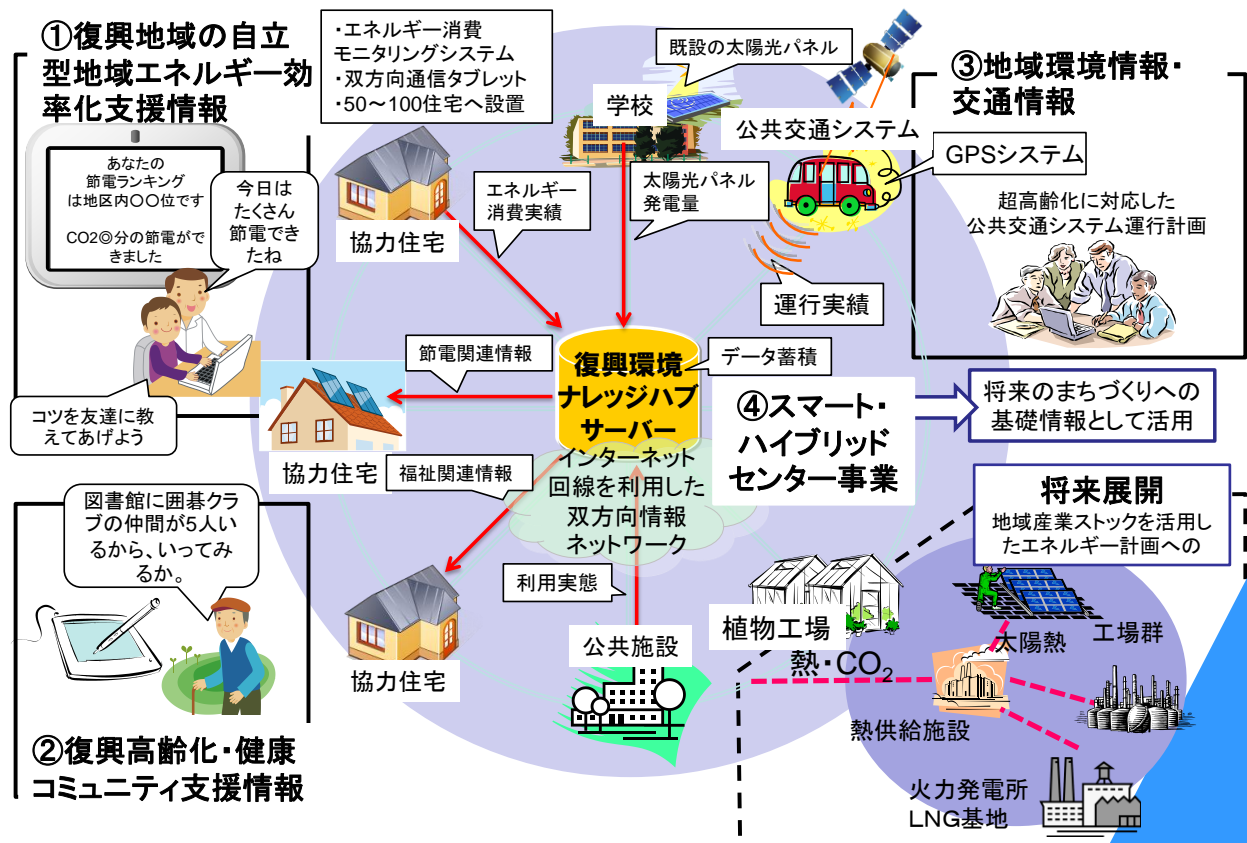 ①復興地域の自立
型地域エネルギー効
率化支援情報
あなたの
節電ランキング
は地区内〇〇位です
CO2◎分の節電がで
きました
今日は
たくさん
節電でき
たね
コツを友達に教
えてあげよう
・エネルギー消費
モニタリングシステム
・双方向通信タブレット
・50～100住宅へ設置
協力住宅
エネルギー
消費実績
学校
既設の太陽光パネル
太陽光パネル
発電量
公共交通システム
GPSシステム
運行実績
③地域環境情報・
交通情報
超高齢化に対応した
公共交通システム運行計画
節電関連情報
協力住宅
復興環境
ナレッジハブ
サーバー
データ蓄積
インターネット
回線を利用した
双方向情報
ネットワーク
④スマート・
ハイブリッド
センター事業
将来のまちづくりへの
基礎情報として活用
福祉関連情報
協力住宅
利用実態
公共施設
図書館に囲碁クラ
ブの仲間が5人い
るから、いってみ
るか。
②復興高齢化・健康
コミュニティ支援情報
将来展開
地域産業ストックを活用し
たエネルギー計画への
植物工場
熱・CO₂
太陽熱
工場群
熱供給施設
火力発電所
LNG基地